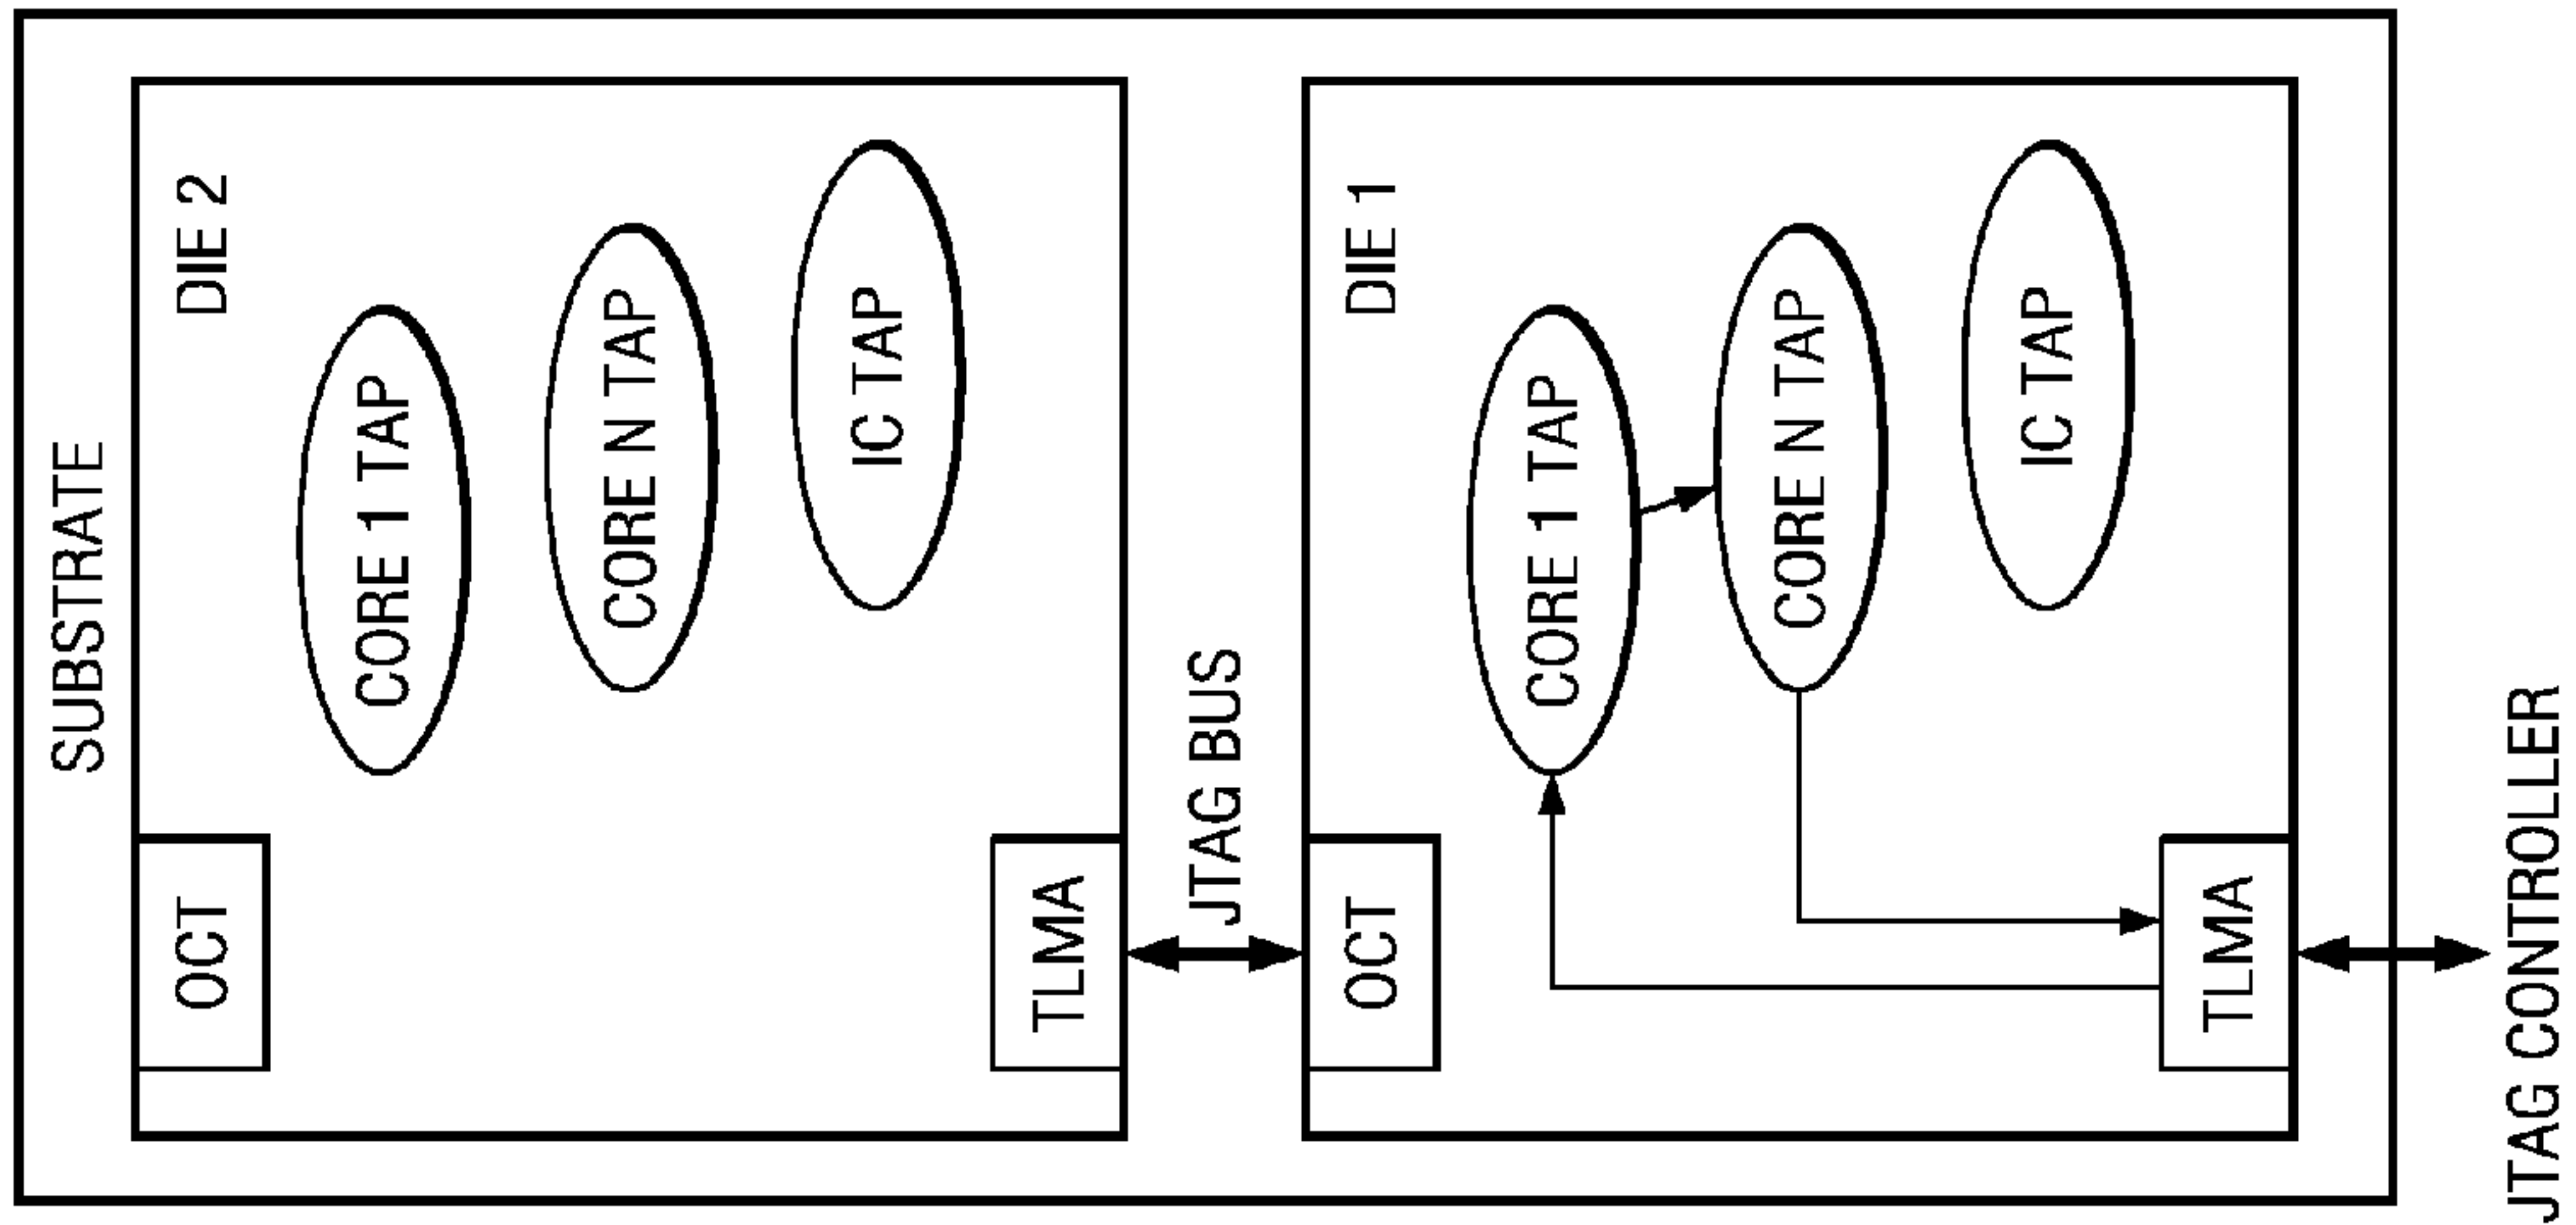 SUBSTRATE
DIE 2
CORE 1 TAP
CORE N TAP
IC TAP
OCT
TLMA
JTAG BUS
DIE 1
CORE 1 TAP
CORE N TAP
IC TAP
OCT
TLMA
JTAG CONTROLLER